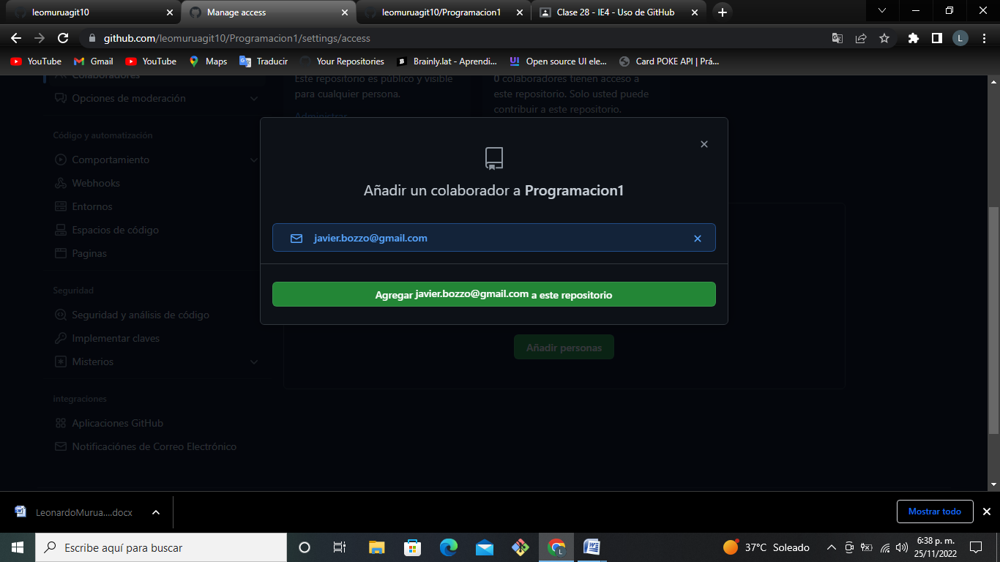 leomuruagit10
Manage access
leomuruagit10/Programacion1
Clase 28 - IE4 - Uso de GitHub
github.com/leomuruagit10/Programacion1/settings/access
L
YouTube
Gmail
YouTube
Maps
Traducir
Your Repositories
Brainly.lat - Aprendi...
Open source UI ele...
Card POKE API | Prá...
Colaboradores
Opciones de moderación
Código y automatización
Comportamiento
Webhooks
Entornos
Espacios de código
Paginas
Seguridad
Seguridad y análisis de código
Implementar claves
Misterios
integraciones
Aplicaciones GitHub
Notificaciónes de Correo Electrónico
Este repositorio es público y visible
para cualquier persona.
Administrar
0 colaboradores tienen acceso a
este repositorio. Solo usted puede
contribuir a este repositorio.
Añadir un colaborador a Programacion1
javier.bozzo@gmail.com
Agregar javier.bozzo@gmail.com a este repositorio
Añadir personas
LeonardoMurua....docx
Mostrar todo
Escribe aquí para buscar
37°C Soleado
6:38 p. m.
25/11/2022